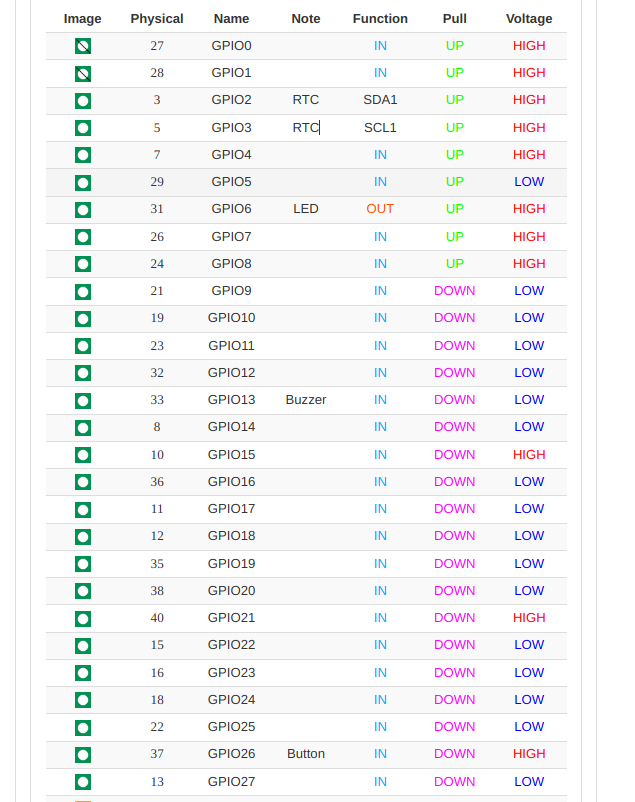 Image Physical Name Note Function Pull Voltage
27 GPIO0 IN UP HIGH
28 GPIO1 IN UP HIGH
3 GPIO2 RTC SDA1 UP HIGH
5 GPIO3 RTC SCL1 UP HIGH
7 GPIO4 IN UP HIGH
29 GPIO5 IN UP LOW
31 GPIO6 LED OUT UP HIGH
26 GPIO7 IN UP HIGH
24 GPIO8 IN UP HIGH
21 GPIO9 IN DOWN LOW
19 GPIO10 IN DOWN LOW
23 GPIO11 IN DOWN LOW
32 GPIO12 IN DOWN LOW
33 GPIO13 Buzzer IN DOWN LOW
8 GPIO14 IN DOWN LOW
10 GPIO15 IN DOWN HIGH
36 GPIO16 IN DOWN LOW
11 GPIO17 IN DOWN LOW
12 GPIO18 IN DOWN LOW
35 GPIO19 IN DOWN LOW
38 GPIO20 IN DOWN LOW
40 GPIO21 IN DOWN HIGH
15 GPIO22 IN DOWN LOW
16 GPIO23 IN DOWN LOW
18 GPIO24 IN DOWN LOW
22 GPIO25 IN DOWN LOW
37 GPIO26 Button IN DOWN HIGH
13 GPIO27 IN DOWN LOW